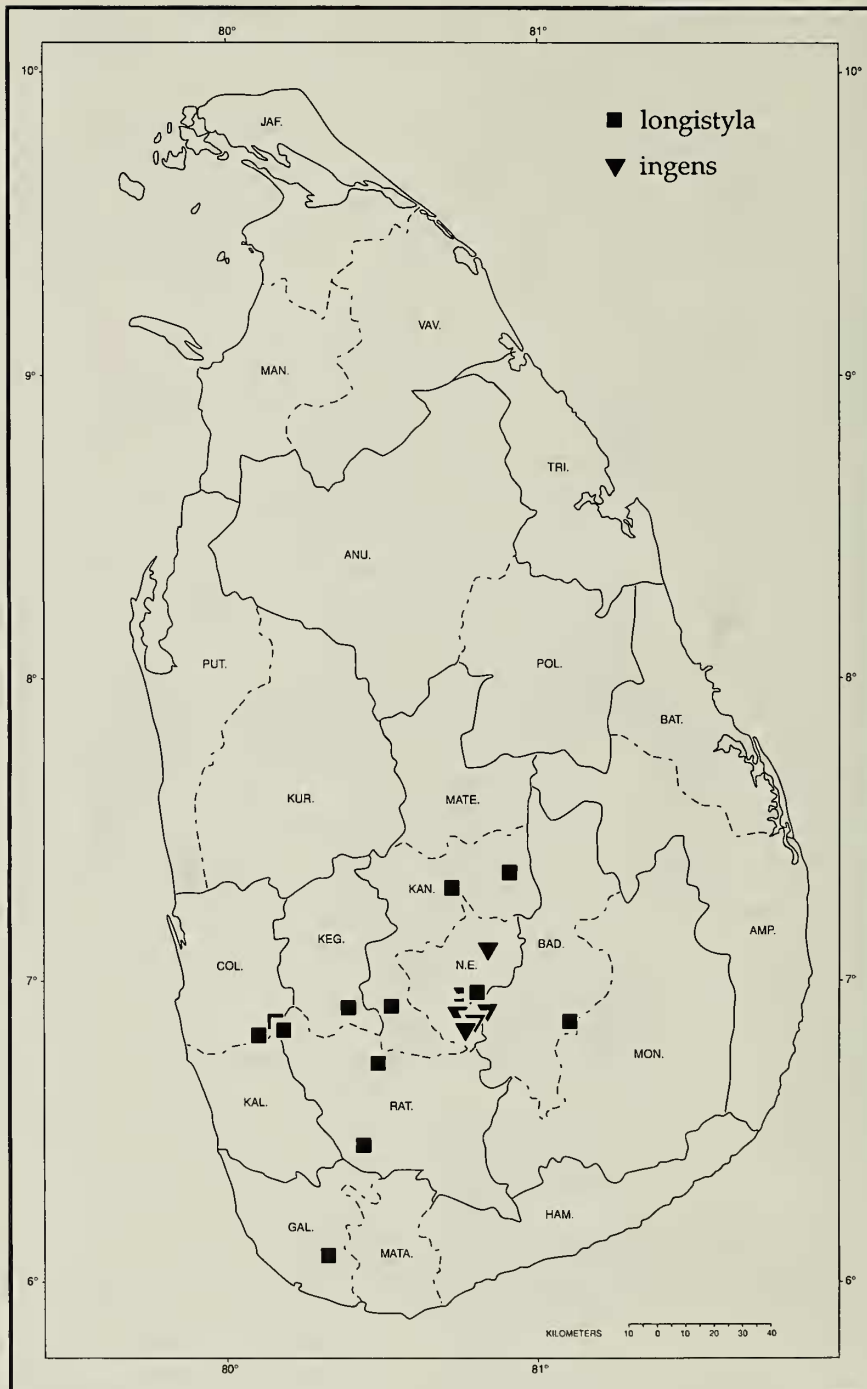 80° 81°
10° 10°
JAF.
■ longistyla
▼ ingens
VAV.
MAN.
9° 9°
TRI.
ANU.
PUT.
POL.
8° 8°
BAT.
KUR.
MATE.
KAN.
KEG.
COL.
N.E.
BAD.
AMP.
7° 7°
MON.
KAL.
RAT.
HAM.
GAL.
MATA.
6° 6°
KILOMETERS 10 0 10 20 30 40
80° 81°